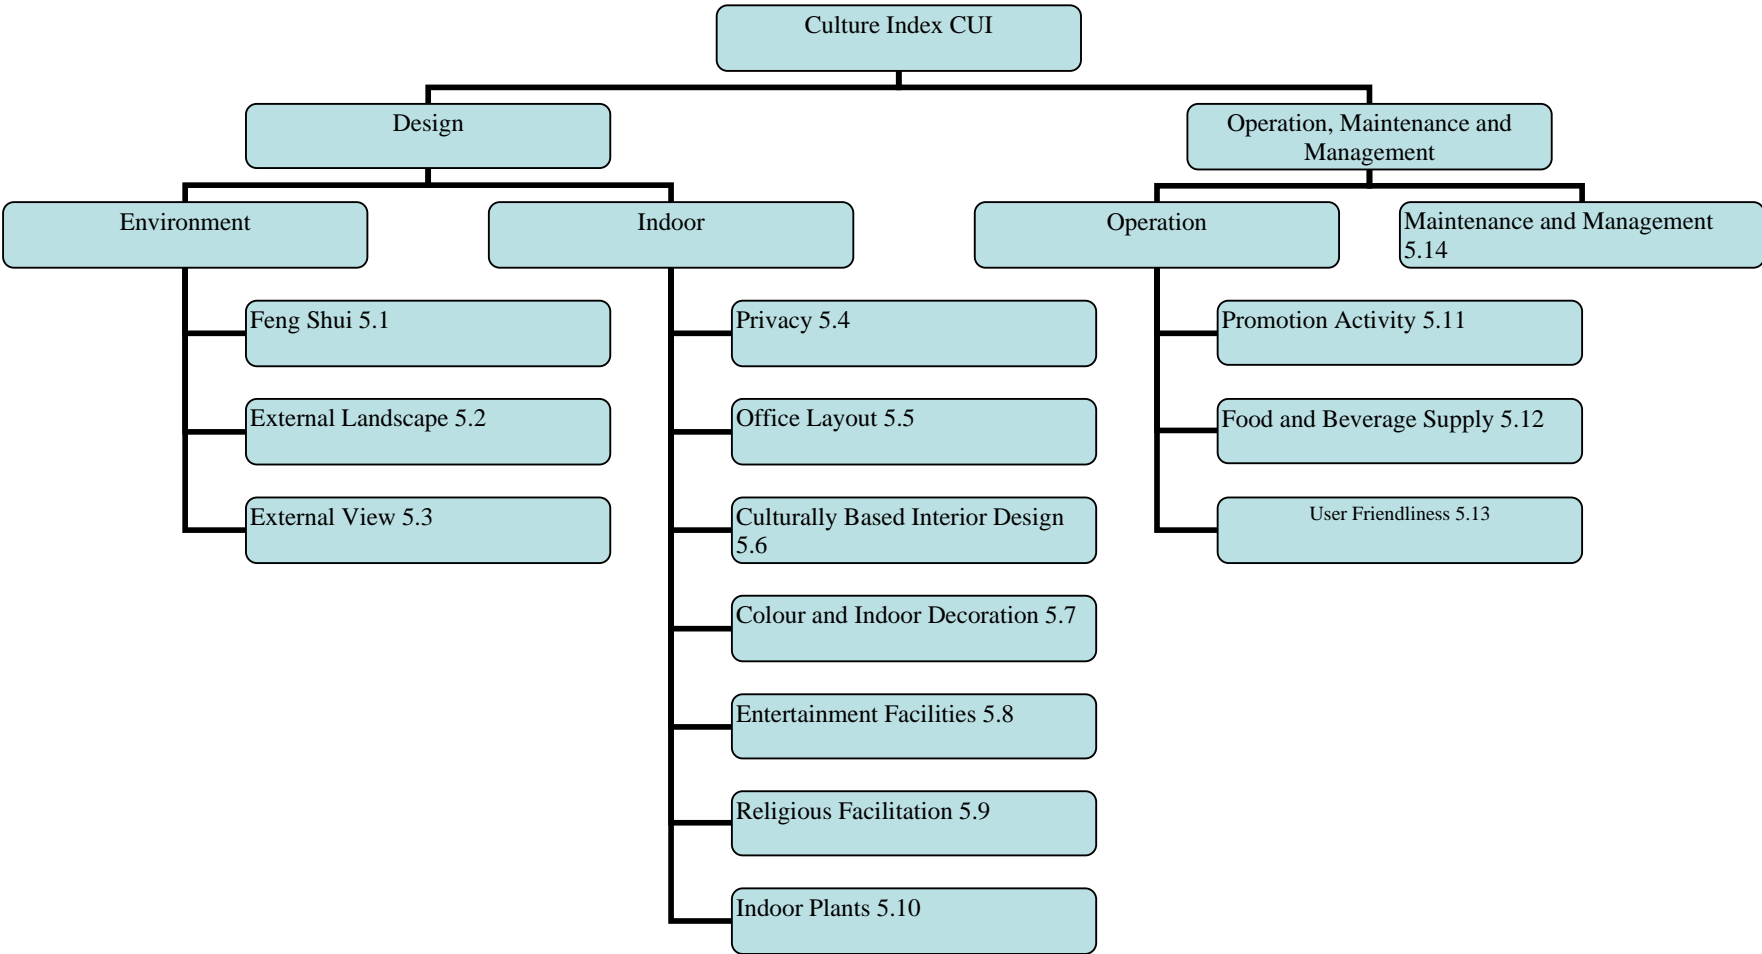 Culture Index CUI
Design
Operation, Maintenance and
Management
Environment
Indoor
Operation
Maintenance and Management
5.14
Feng Shui 5.1
Privacy 5.4
Promotion Activity 5.11
External Landscape 5.2
Office Layout 5.5
Food and Beverage Supply 5.12
External View 5.3
Culturally Based Interior Design
5.6
User Friendliness 5.13
Colour and Indoor Decoration 5.7
Entertainment Facilities 5.8
Religious Facilitation 5.9
Indoor Plants 5.10